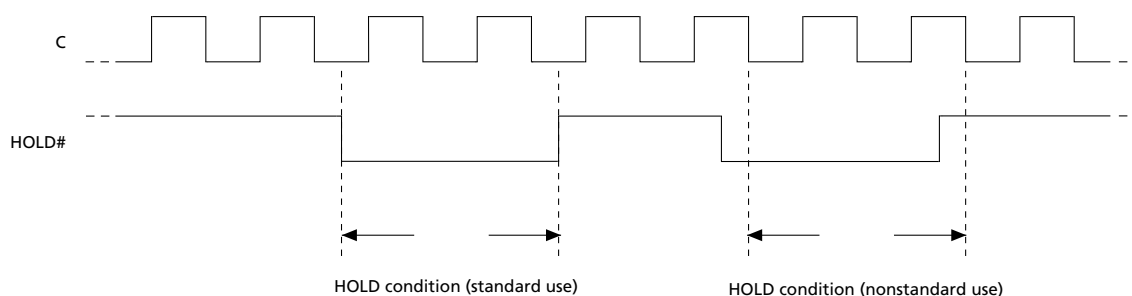 C
HOLD#
HOLD condition (standard use)
HOLD condition (nonstandard use)